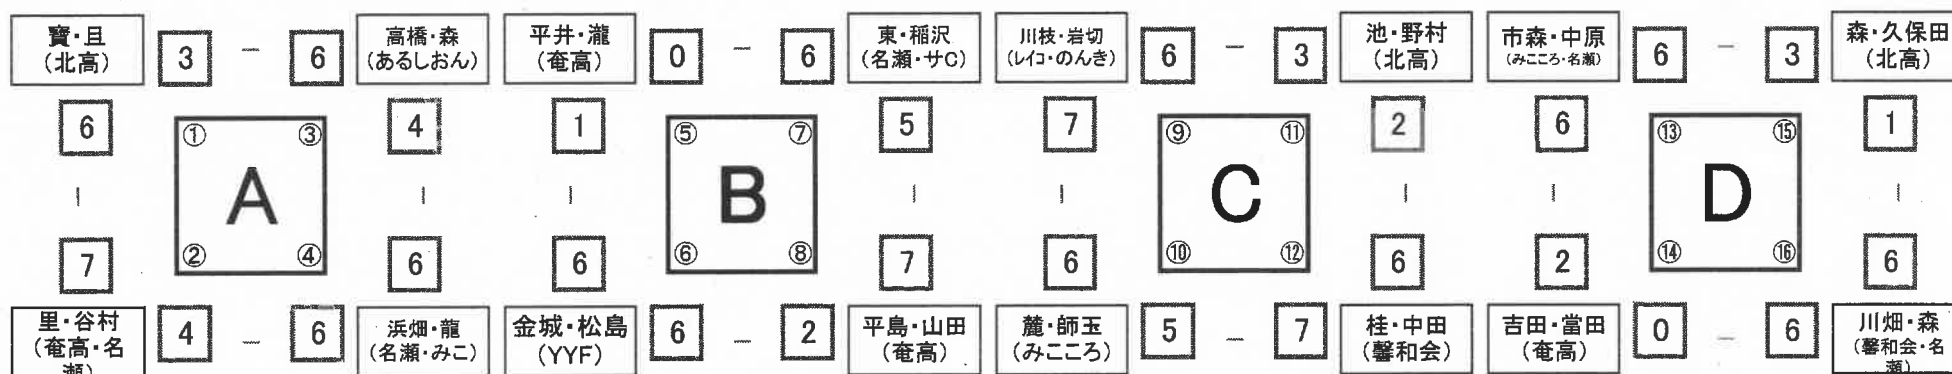 寶・且 3 － 6 高橋・森 平井・瀧 0 － 6 東・稲沢 川枝・岩切 6 － 3 池・野村 市森・中原 6 － 3 森・久保田
(北高) (あるしおん) (奄高) (名瀬・サC) (レイコ・のんき) (北高) (みこころ・名瀬) (北高)
6 4 1 5 7 2 6 1
① ③ ⑤ ⑦ ⑨ ⑪ ⑬ ⑮
A B C D
② ④ ⑥ ⑧ ⑩ ⑫ ⑭ ⑯
7 6 6 7 6 6 2 6
里・谷村 4 － 6 浜畑・龍 金城・松島 6 － 2 平島・山田 麓・師玉 5 － 7 桂・中田 吉田・當田 0 － 6 川畑・森
(奄高・名 (名瀬・みこ) (YYF) (奄高) (みこころ) (馨和会) (奄高) (馨和会・名
瀬) 瀬)